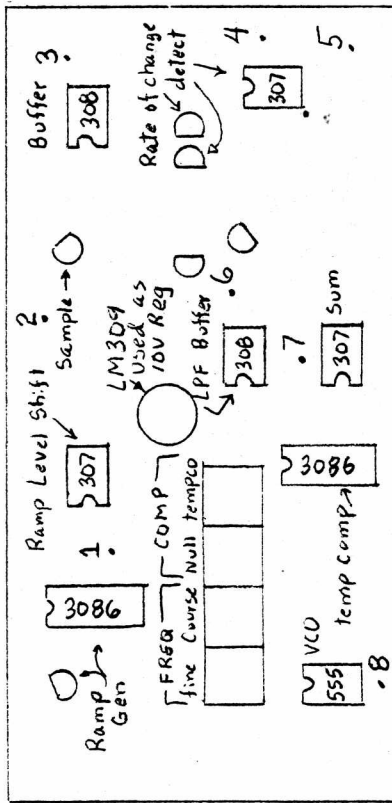 Buffer 3
308
Rate of change
detect
4
307
5
2
Sample
Ramp Level Shift
307
LM309
Used as
10V Reg
6
LPF Buffer
308
7
307 Sum
1
3086
Ramp
Gen
FREQ COMP
fine Course Null tempco
3086
temp comp
VCO
555
8